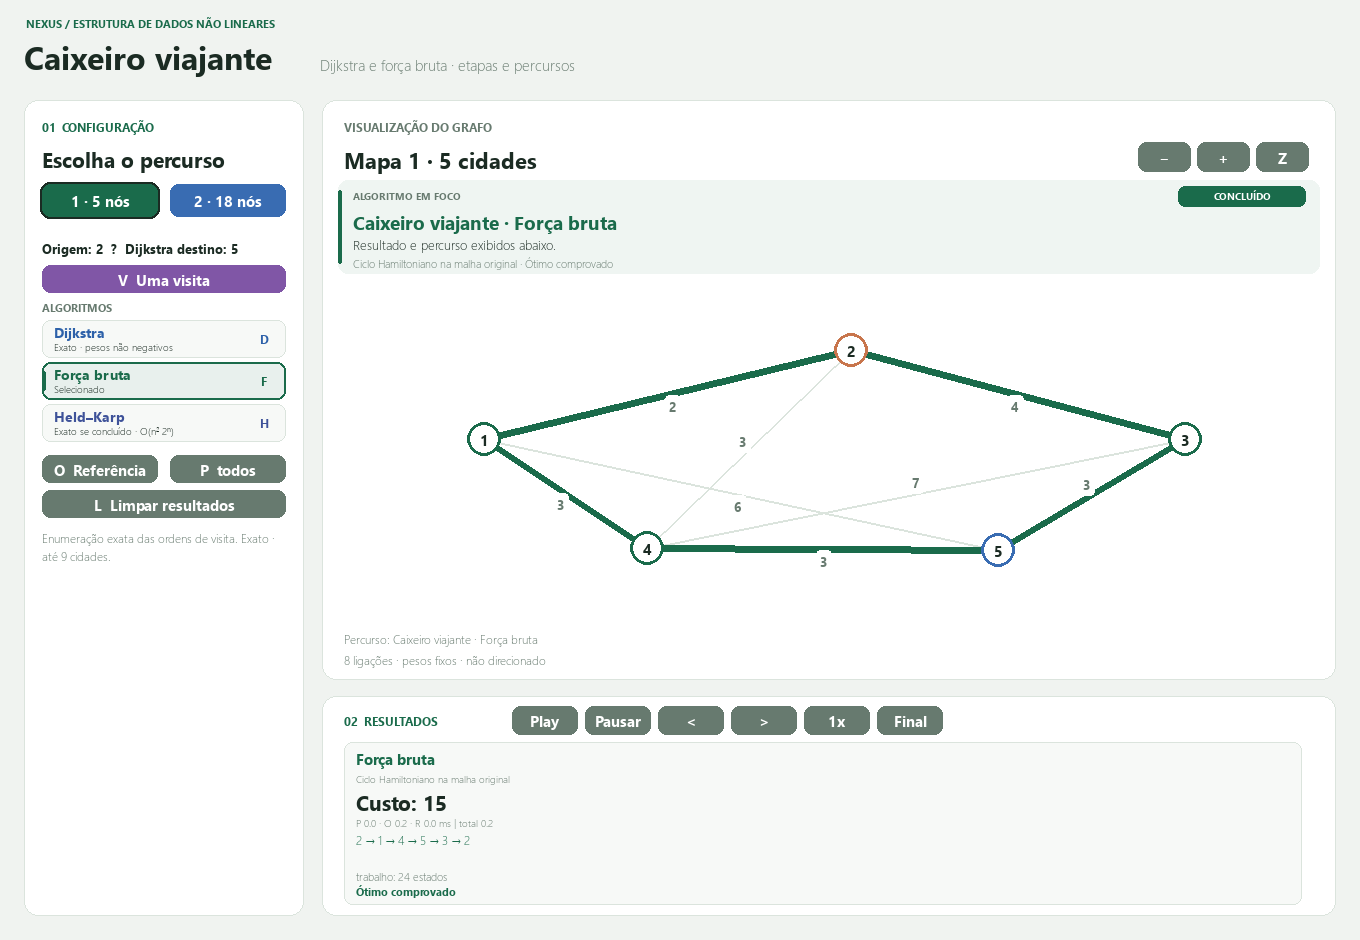 NEXUS / ESTRUTURA DE DADOS NÃO LINEARES
Caixeiro viajante
Dijkstra e força bruta · etapas e percursos
01 CONFIGURAÇÃO
Escolha o percurso
1 · 5 nós
2 · 18 nós
Origem: 2 ? Dijkstra destino: 5
V Uma visita
ALGORITMOS
Dijkstra
Exato · pesos não negativos
D
Força bruta
Selecionado
F
Held–Karp
Exato se concluído · O(n² 2ⁿ)
H
O Referência
P todos
L Limpar resultados
Enumeração exata das ordens de visita. Exato ·
até 9 cidades.
VISUALIZAÇÃO DO GRAFO
Mapa 1 · 5 cidades
–
+
Z
ALGORITMO EM FOCO
CONCLUÍDO
Caixeiro viajante · Força bruta
Resultado e percurso exibidos abaixo.
Ciclo Hamiltoniano na malha original · Ótimo comprovado
2
2
4
1
3
3
7
3
3
6
4
5
3
Percurso: Caixeiro viajante · Força bruta
8 ligações · pesos fixos · não direcionado
02 RESULTADOS
Play
Pausar
<
>
1x
Final
Força bruta
Ciclo Hamiltoniano na malha original
Custo: 15
P 0.0 · O 0.2 · R 0.0 ms | total 0.2
2 → 1 → 4 → 5 → 3 → 2
trabalho: 24 estados
Ótimo comprovado